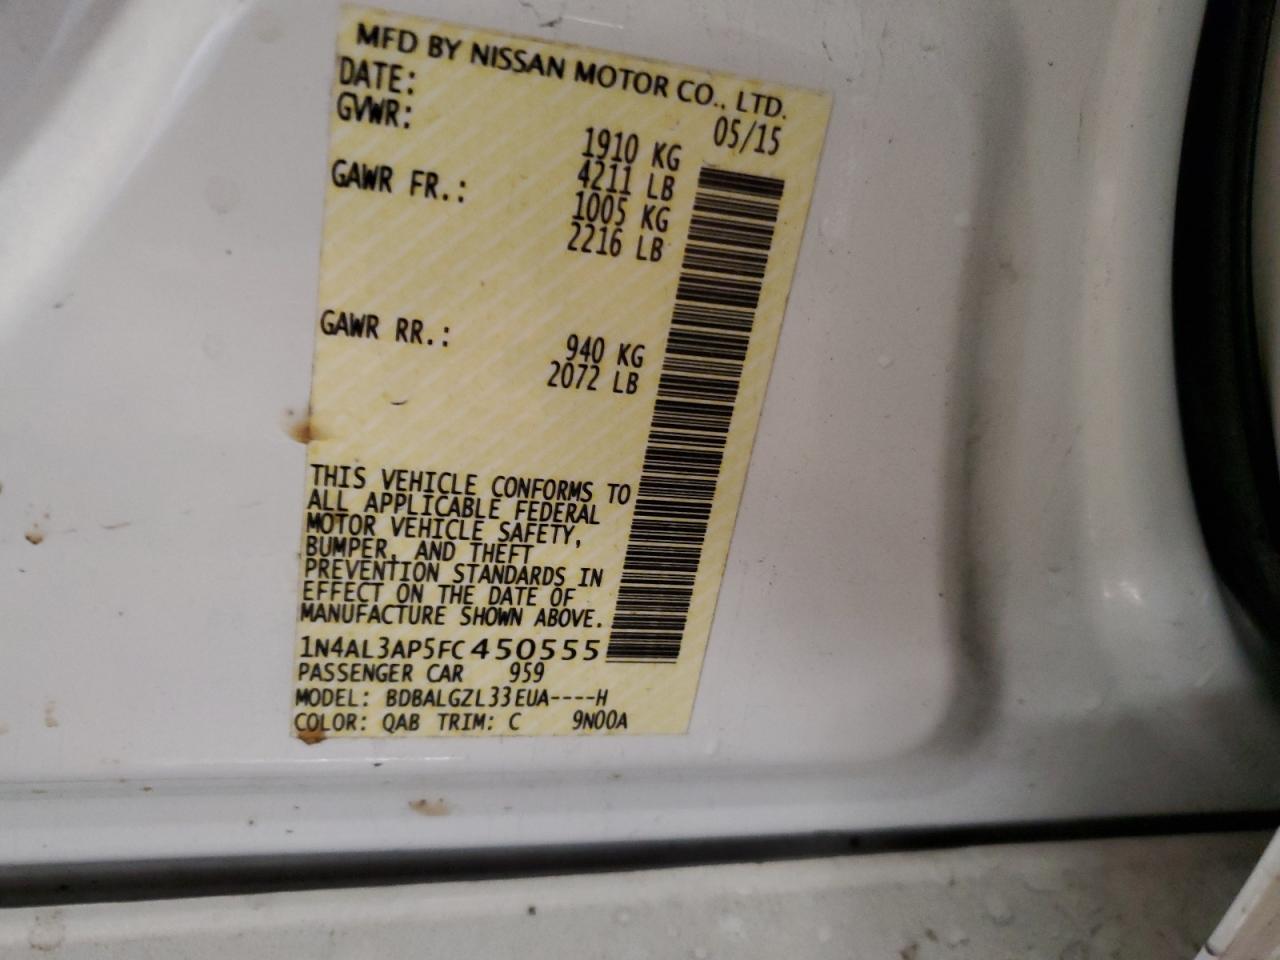 MFD BY NISSAN MOTOR CO., LTD.
DATE: 05/15
GVWR: 1910 KG
4211 LB
GAWR FR.: 1005 KG
2216 LB
GAWR RR.: 940 KG
2072 LB
THIS VEHICLE CONFORMS TO
ALL APPLICABLE FEDERAL
MOTOR VEHICLE SAFETY,
BUMPER, AND THEFT
PREVENTION STANDARDS IN
EFFECT ON THE DATE OF
MANUFACTURE SHOWN ABOVE.
1N4AL3AP5FC450555
PASSENGER CAR 959
MODEL: BDBALGZL33EUA----H
COLOR: QAB TRIM: C 9N00A